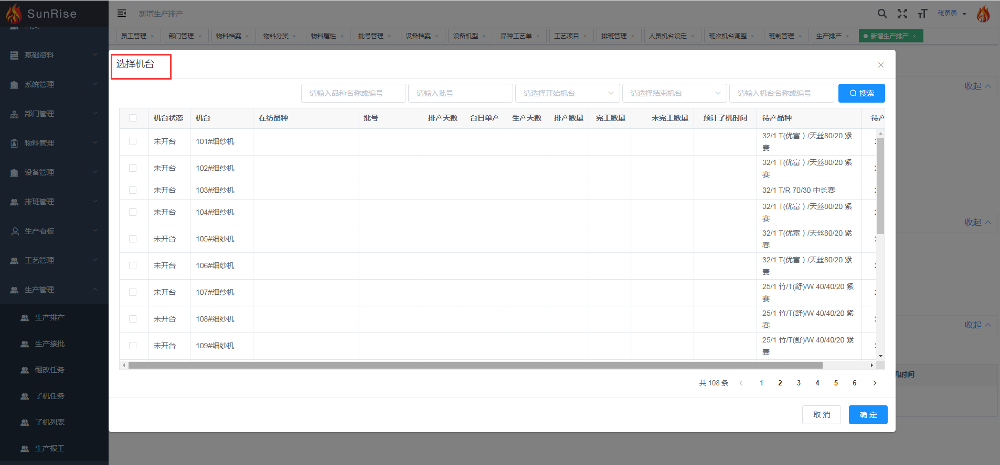 SunRise
新增生产排产
张勇勇
员工管理 × 部门管理 × 物料档案 × 物料分类 × 物料属性 × 批号管理 × 设备档案 × 设备机型 × 品种工艺单 × 工艺项目 × 排班管理 × 人员机台设定 × 班次机台调整 × 班制管理 × 生产排产 × 新增生产排产 ×
首页
基础资料
系统管理
部门管理
物料管理
设备管理
排班管理
生产看板
工艺管理
生产管理
生产排产
生产接批
翻改任务
了机任务
了机列表
生产报工
选择机台
请输入品种名称或编号 请输入批号 请选择开始机台 请选择结束机台 请输入机台名称或编号 搜索
机台状态 机台 在纺品种 批号 排产天数 台日单产 生产天数 排产数量 完工数量 未完工数量 预计了机时间 待产品种 待产
未开台 101#细纱机 32/1 T(优富 ) /天丝80/20 紧
赛
未开台 102#细纱机 32/1 T(优富 ) /天丝80/20 紧
赛
未开台 103#细纱机 32/1 T/R 70/30 中长赛
未开台 104#细纱机 32/1 T(优富 ) /天丝80/20 紧
赛
未开台 105#细纱机 32/1 T(优富 ) /天丝80/20 紧
赛
未开台 106#细纱机 32/1 T(优富 ) /天丝80/20 紧
赛
未开台 107#细纱机 25/1 竹/T(舒)/W 40/40/20 紧
赛
未开台 108#细纱机 25/1 竹/T(舒)/W 40/40/20 紧
赛
未开台 109#细纱机 25/1 竹/T(舒)/W 40/40/20 紧
赛
共 108 条 1 2 3 4 5 6
取 消 确 定
收起
收起
收起
机时间